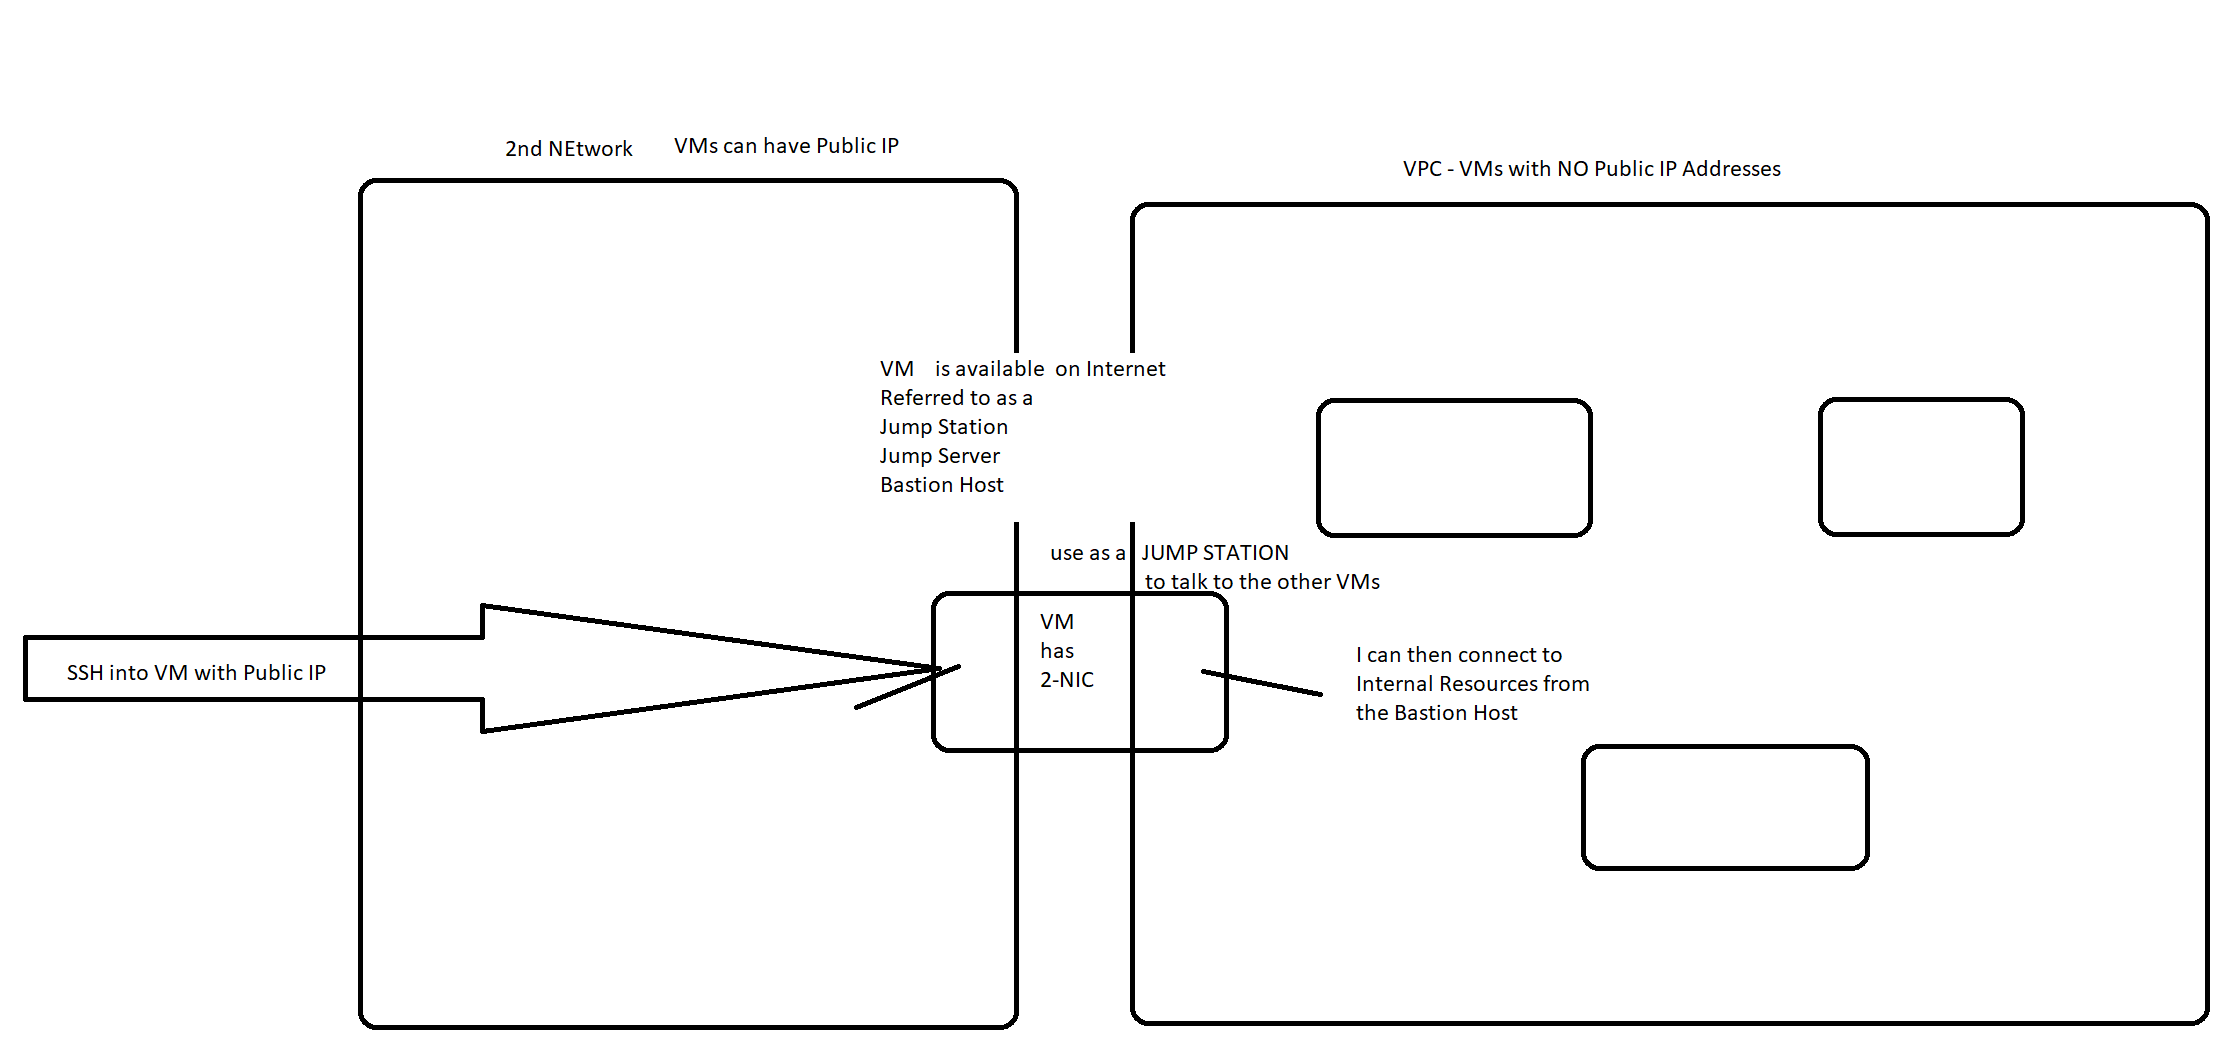 2nd NEtwork VMs can have Public IP
VPC - VMs with NO Public IP Addresses
VM is available on Internet
Referred to as a
Jump Station
Jump Server
Bastion Host
use as a JUMP STATION
to talk to the other VMs
SSH into VM with Public IP
VM
has
2-NIC
I can then connect to
Internal Resources from
the Bastion Host